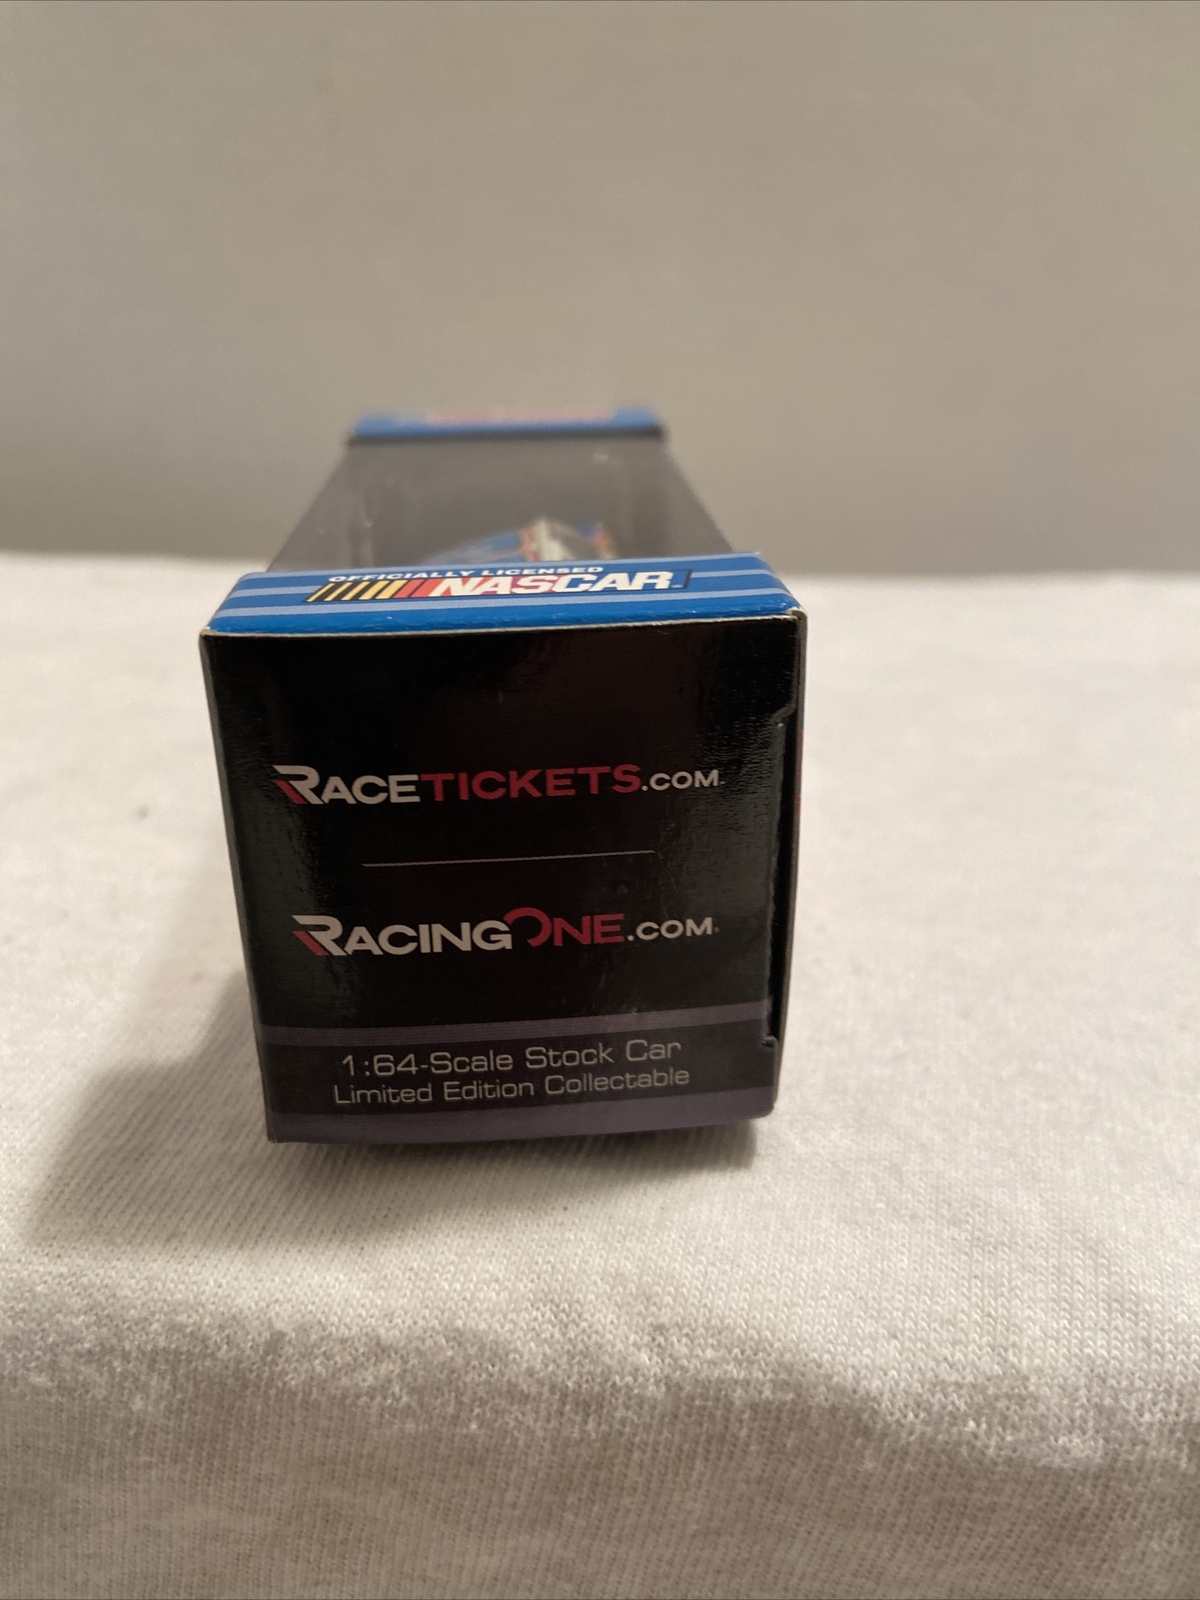 OFFICIALLY LICENSED
NASCAR
RACETICKETS.COM
RACINGONE.COM
1:64-Scale Stock Car
Limited Edition Collectable